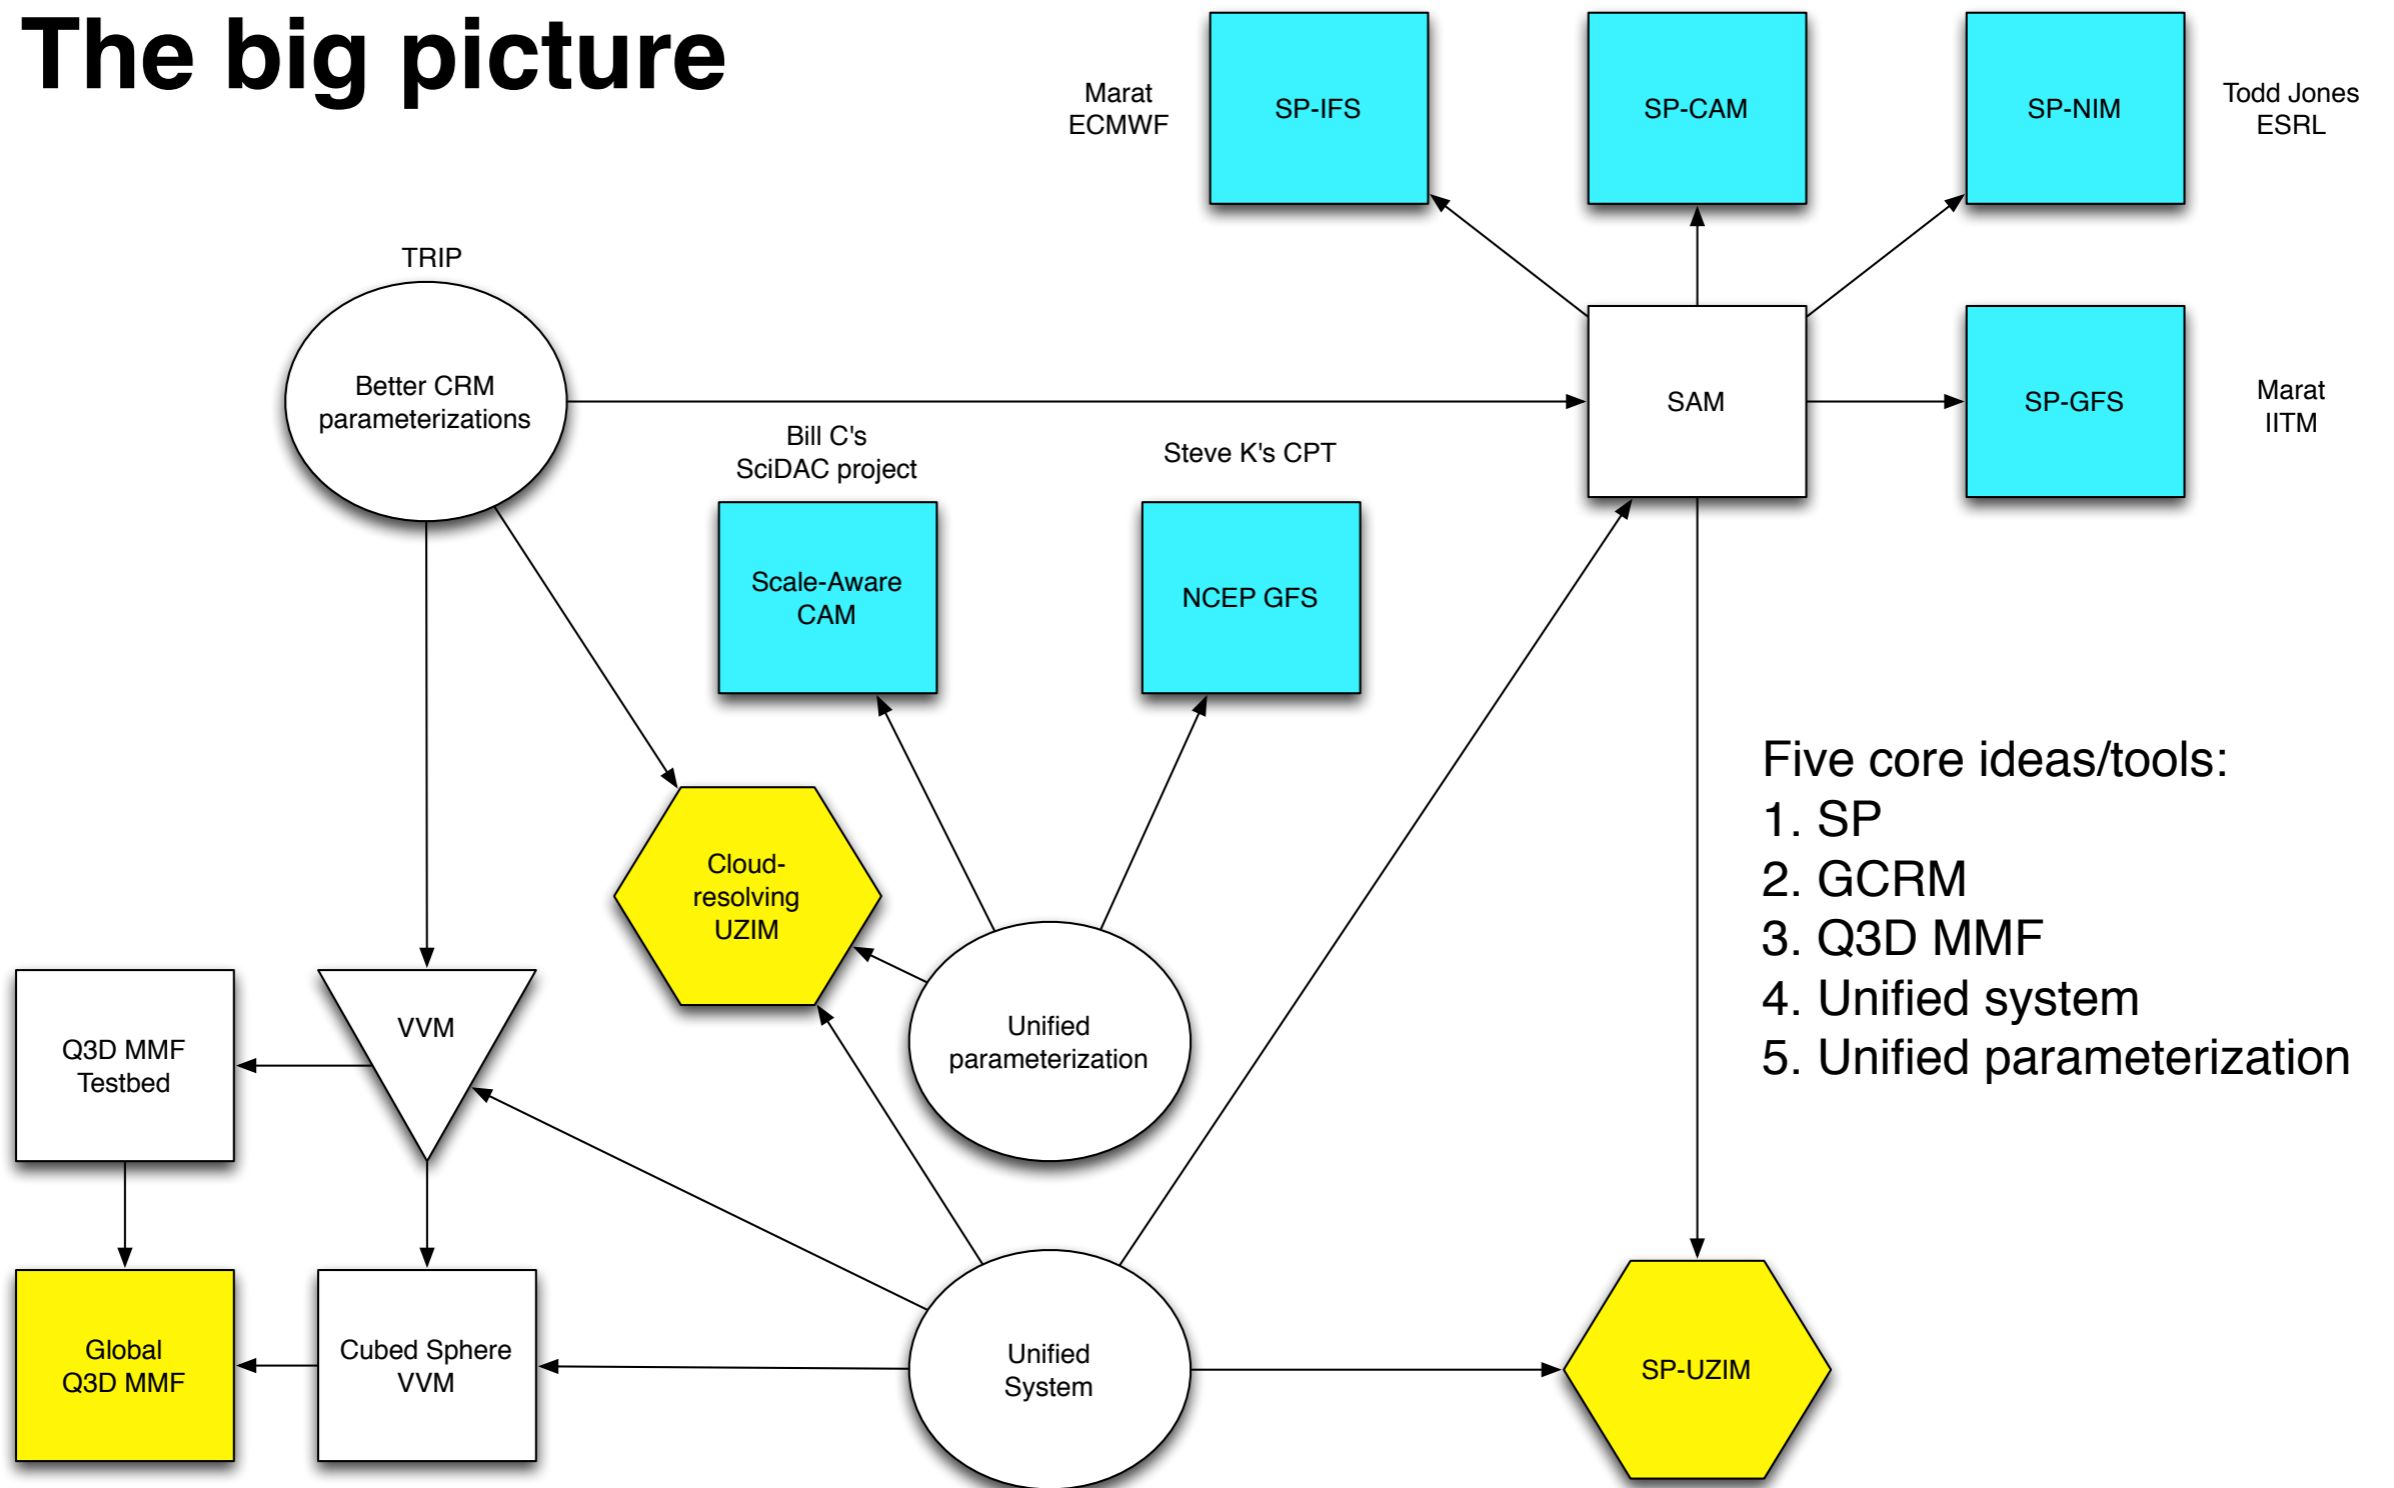 The big picture
Marat
ECMWF
SP-IFS
SP-CAM
SP-NIM
Todd Jones
ESRL
TRIP
Better CRM
parameterizations
SAM
SP-GFS
Marat
IITM
Bill C's
SciDAC project
Steve K's CPT
Scale-Aware
CAM
NCEP GFS
Five core ideas/tools:
1. SP
2. GCRM
3. Q3D MMF
4. Unified system
5. Unified parameterization
Cloud-
resolving
UZIM
Unified
parameterization
Q3D MMF
Testbed
VVM
Global
Q3D MMF
Cubed Sphere
VVM
Unified
System
SP-UZIM